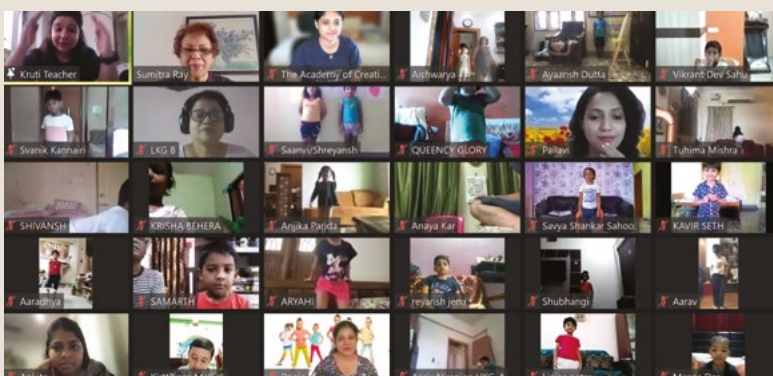 Kruti Teacher
Sumitra Ray
The Academy of Creati...
Aishwarya
Ayaansh Dutta
Vikrant Dev Sahu
Svanik Kannairi
LKG B
Saanvi/Shreyansh
QUEENCY GLORY
Pallavi
Tuhima Mishra
SHIVANSH
KRISHA BEHERA
Anjika Parida
Anaya Kar
Savya Shankar Sahoo
KAVIR SETH
Aaradhya
SAMARTH
ARYAHI
reyansh jena
Shubhangi
Aarav